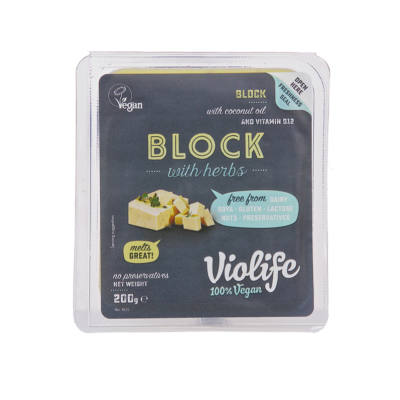 Vegan
OPEN
HERE
FRESHNESS
SEAL
BLOCK
with coconut oil
AND VITAMIN B12
BLOCK
with herbs
free from: DAIRY
SOYA · GLUTEN · LACTOSE
NUTS · PRESERVATIVES
melts
GREAT!
no preservatives
NET WEIGHT
200g e
Violife
100% Vegan